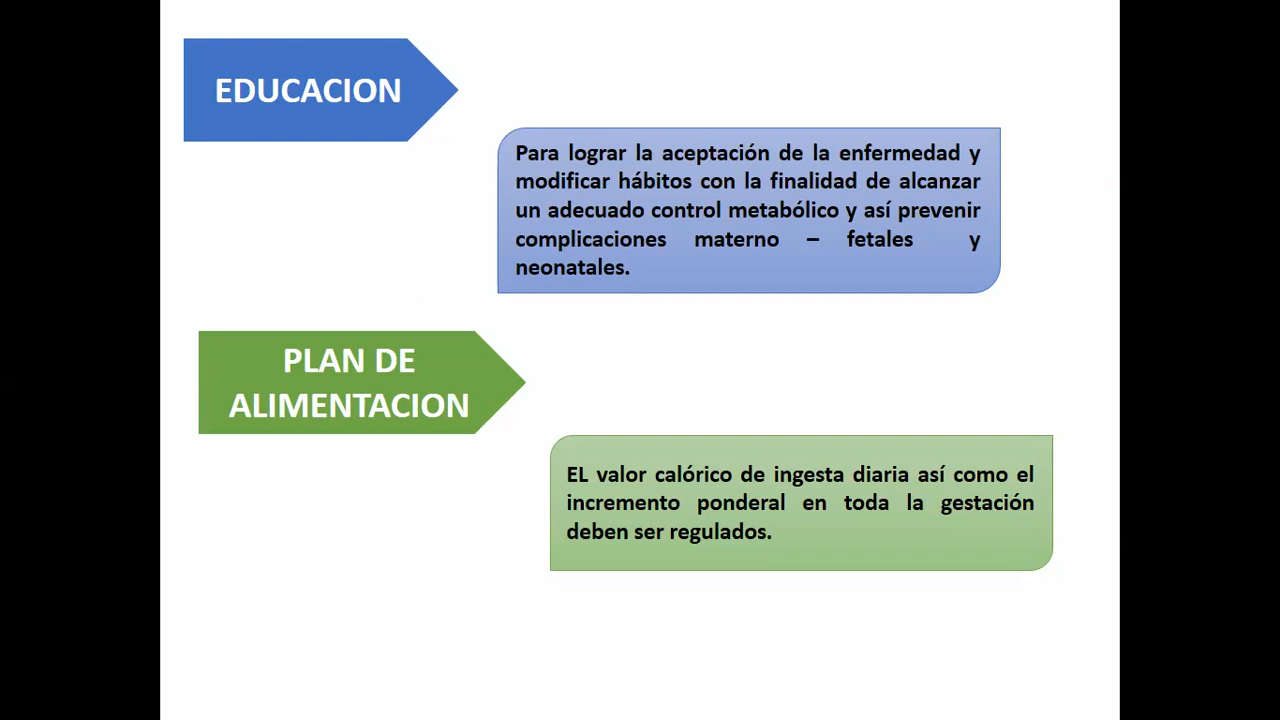 EDUCACION
Para lograr la aceptación de la enfermedad y
modificar hábitos con la finalidad de alcanzar
un adecuado control metabólico y así prevenir
complicaciones materno – fetales y
neonatales.
PLAN DE
ALIMENTACION
EL valor calórico de ingesta diaria así como el
incremento ponderal en toda la gestación
deben ser regulados.